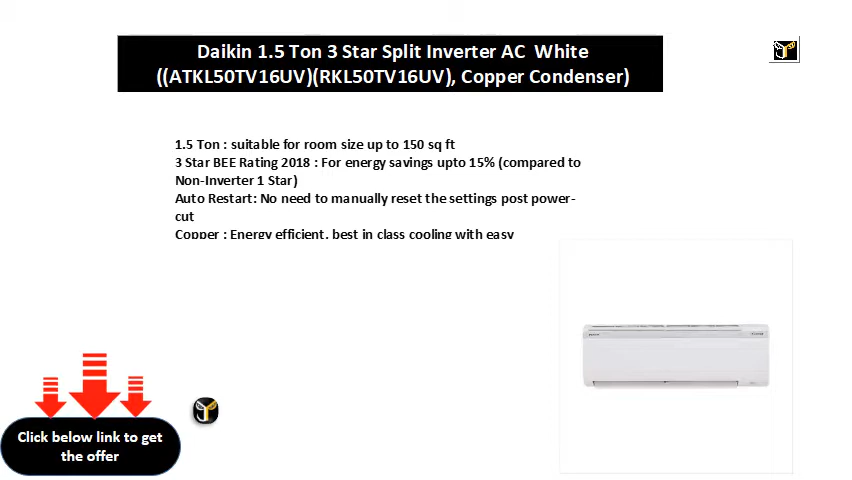 Daikin 1.5 Ton 3 Star Split Inverter AC  White
((ATKL50TV16UV)(RKL50TV16UV), Copper Condenser)
1.5 Ton : suitable for room size up to 150 sq ft
3 Star BEE Rating 2018 : For energy savings upto 15% (compared to
Non-Inverter 1 Star)
Auto Restart: No need to manually reset the settings post power-
cut
Copper : Energy efficient, best in class cooling with easy
Click below link to get
the offer